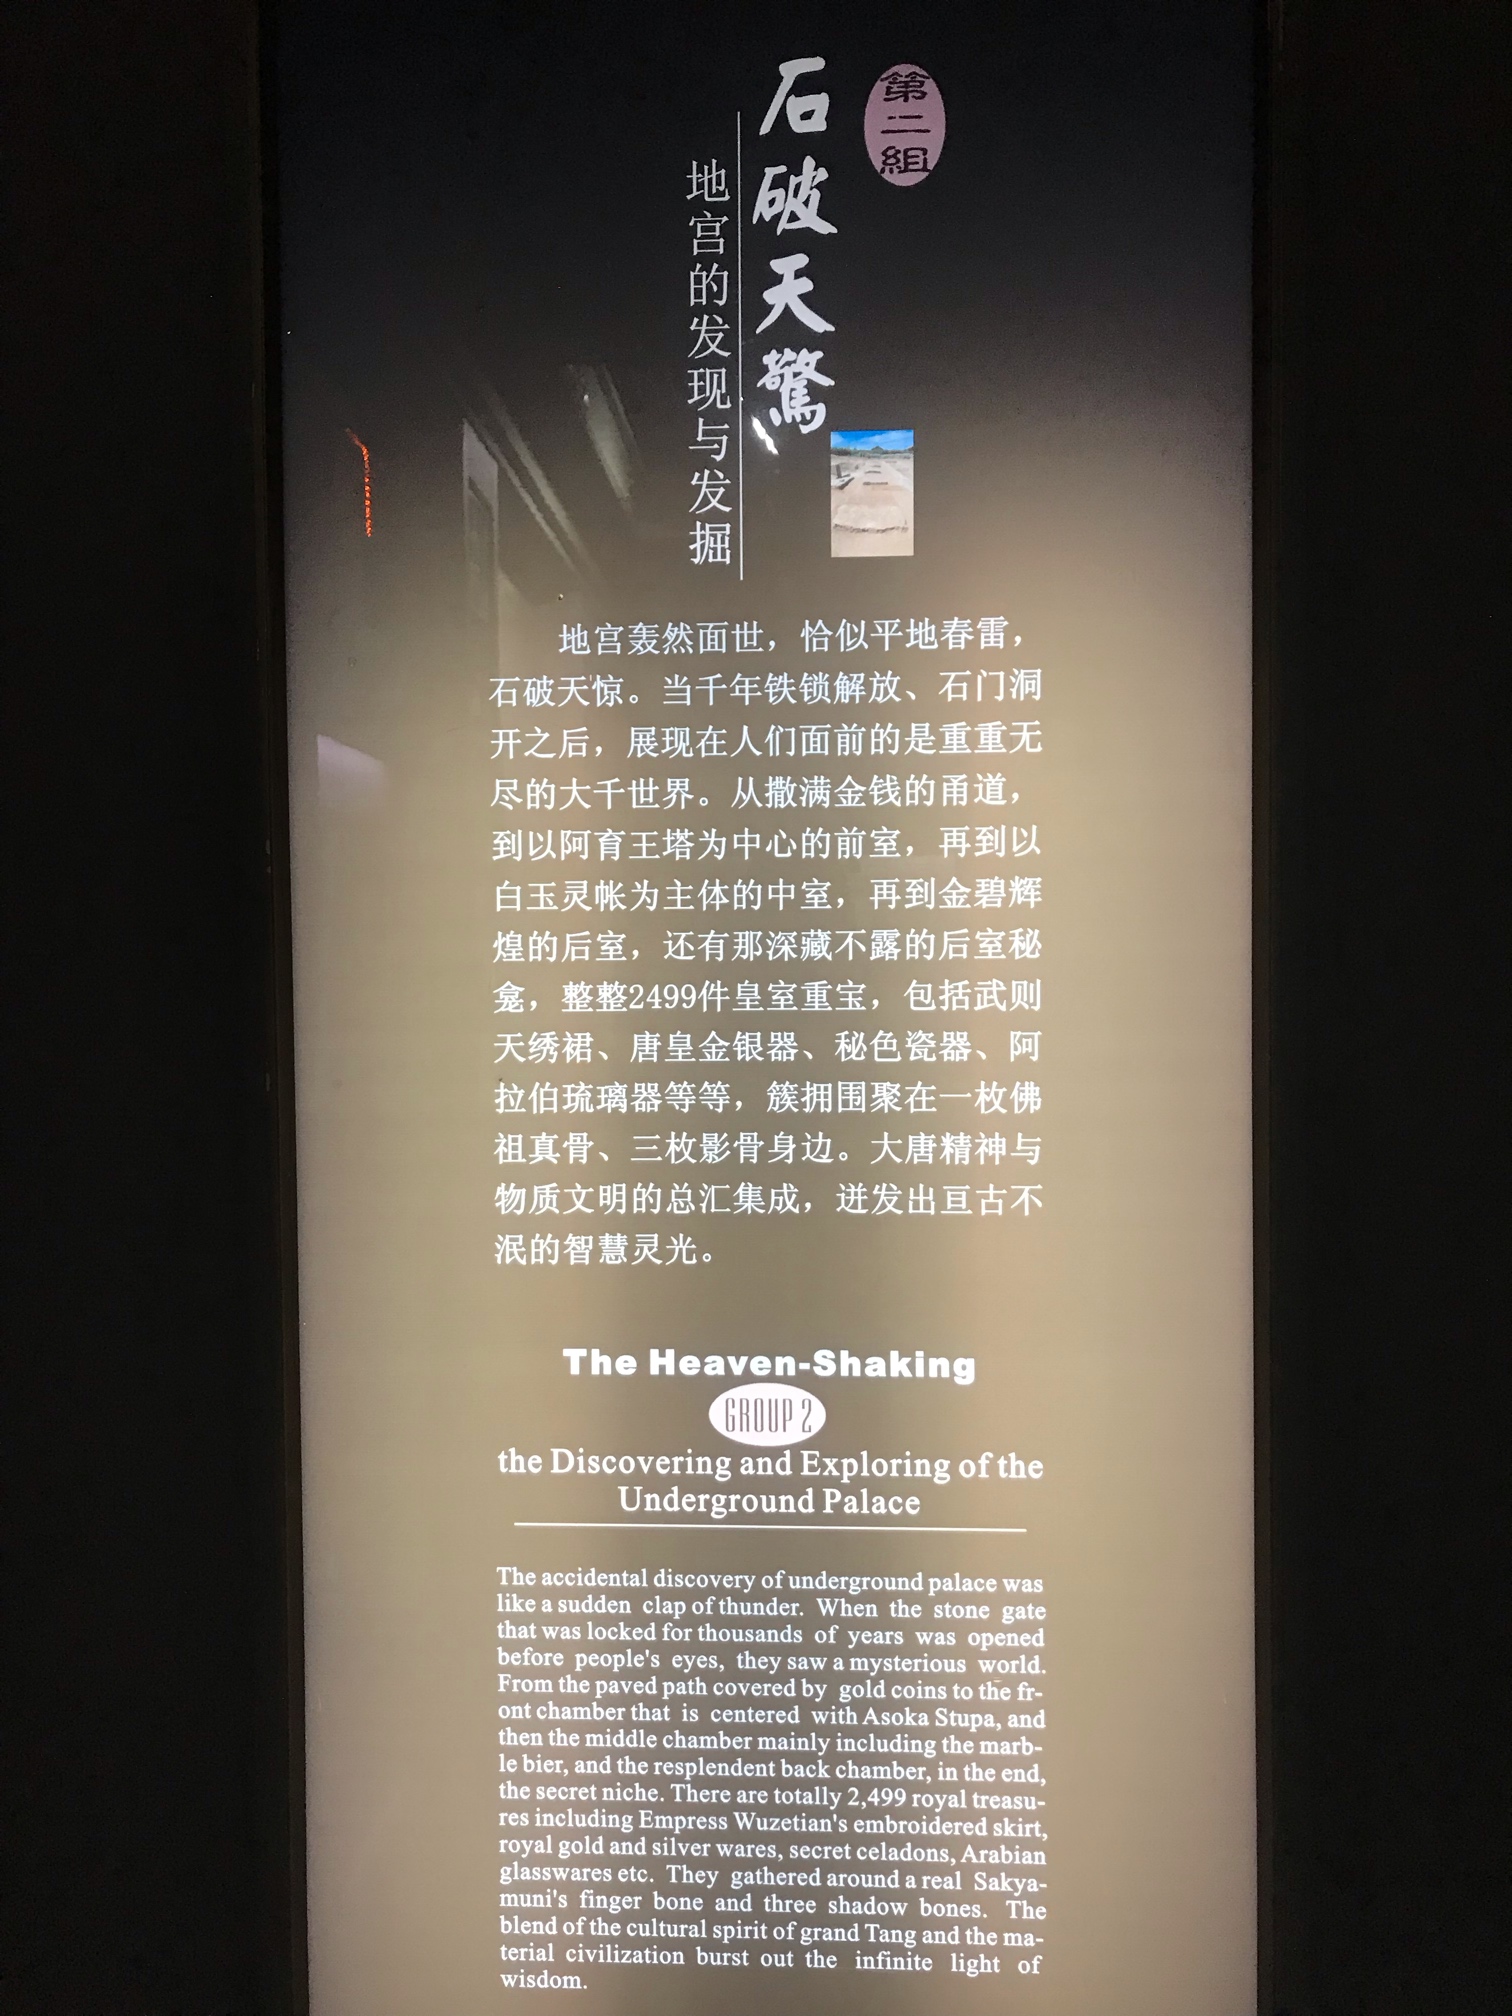 第二組
石破天驚
地宫的发现与发掘
地宫轰然面世，恰似平地春雷，
石破天惊。当千年铁锁解放、石门洞
开之后，展现在人们面前的是重重无
尽的大千世界。从撒满金钱的甬道，
到以阿育王塔为中心的前室，再到以
白玉灵帐为主体的中室，再到金碧辉
煌的后室，还有那深藏不露的后室秘
龛，整整2499件皇室重宝，包括武则
天绣裙、唐皇金银器、秘色瓷器、阿
拉伯琉璃器等等，簇拥围聚在一枚佛
祖真骨、三枚影骨身边。大唐精神与
物质文明的总汇集成，迸发出亘古不
泯的智慧灵光。
The Heaven-Shaking
GROUP 2
the Discovering and Exploring of the
Underground Palace
The accidental discovery of underground palace was
like a sudden clap of thunder. When the stone gate
that was locked for thousands of years was opened
before people's eyes, they saw a mysterious world.
From the paved path covered by gold coins to the fr-
ont chamber that is centered with Asoka Stupa, and
then the middle chamber mainly including the marb-
le bier, and the resplendent back chamber, in the end,
the secret niche. There are totally 2,499 royal treasu-
res including Empress Wuzetian's embroidered skirt,
royal gold and silver wares, secret celadons, Arabian
glasswares etc. They gathered around a real Sakya-
muni's finger bone and three shadow bones. The
blend of the cultural spirit of grand Tang and the ma-
terial civilization burst out the infinite light of
wisdom.